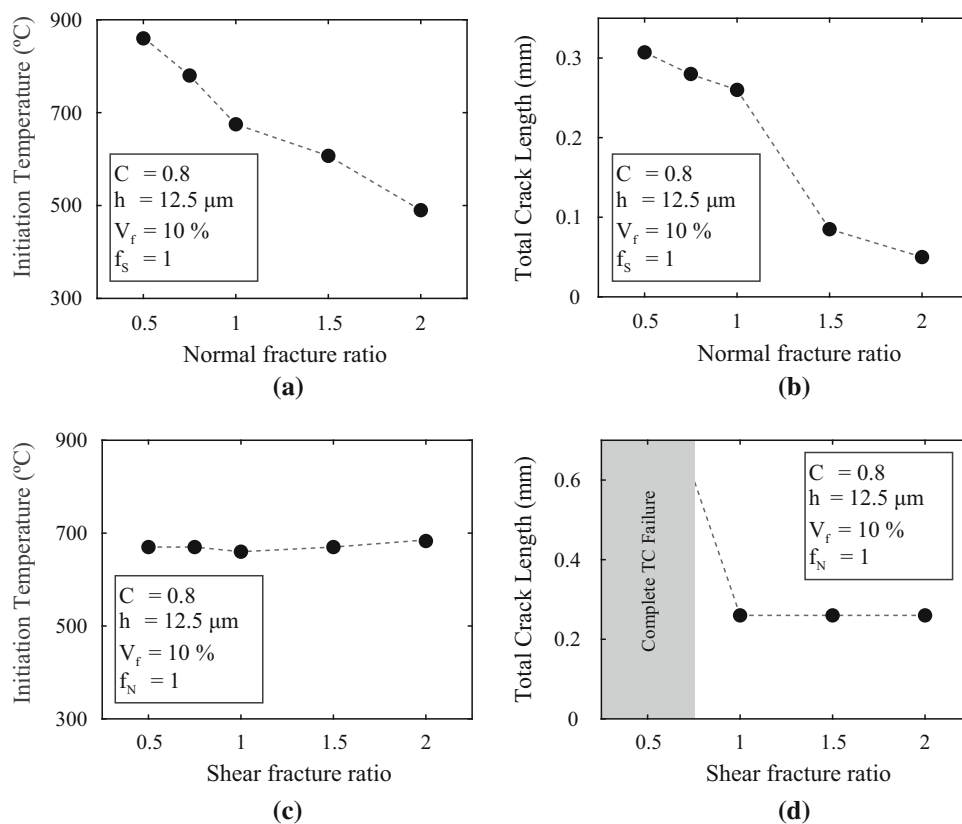 900
700
500
300
Initiation Temperature (ºC)
C = 0.8
h = 12.5 μm
V_f = 10 %
f_S = 1
0.5 1 1.5 2
Normal fracture ratio
(a)
0.3
0.2
0.1
0
Total Crack Length (mm)
C = 0.8
h = 12.5 μm
V_f = 10 %
f_S = 1
0.5 1 1.5 2
Normal fracture ratio
(b)
900
700
500
300
Initiation Temperature (ºC)
C = 0.8
h = 12.5 μm
V_f = 10 %
f_N = 1
0.5 1 1.5 2
Shear fracture ratio
(c)
0.6
0.4
0.2
0
Total Crack Length (mm)
Complete TC Failure
C = 0.8
h = 12.5 μm
V_f = 10 %
f_N = 1
0.5 1 1.5 2
Shear fracture ratio
(d)